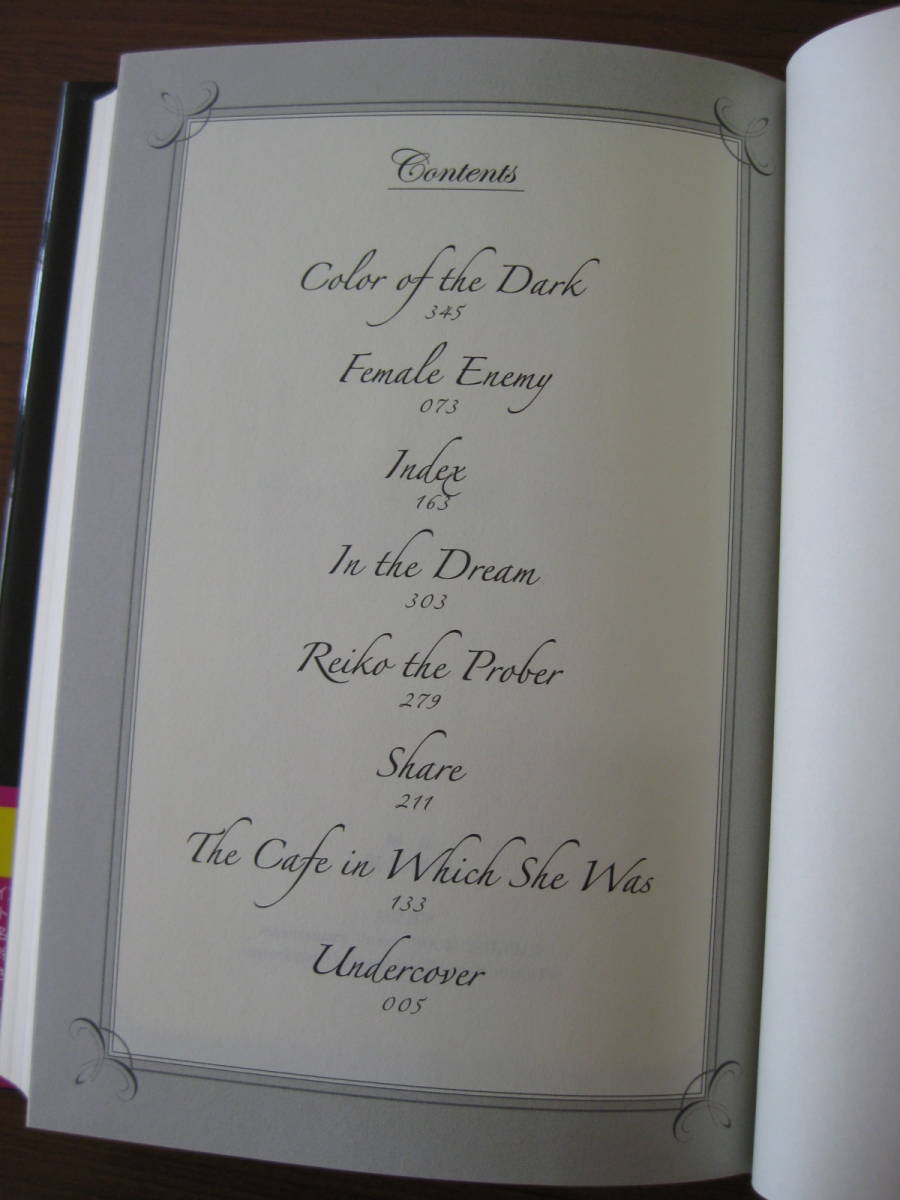 Contents
Color of the Dark
345
Female Enemy
073
Index
163
In the Dream
303
Reiko the Prober
279
Share
211
The Cafe in Which She Was
133
Undercover
005